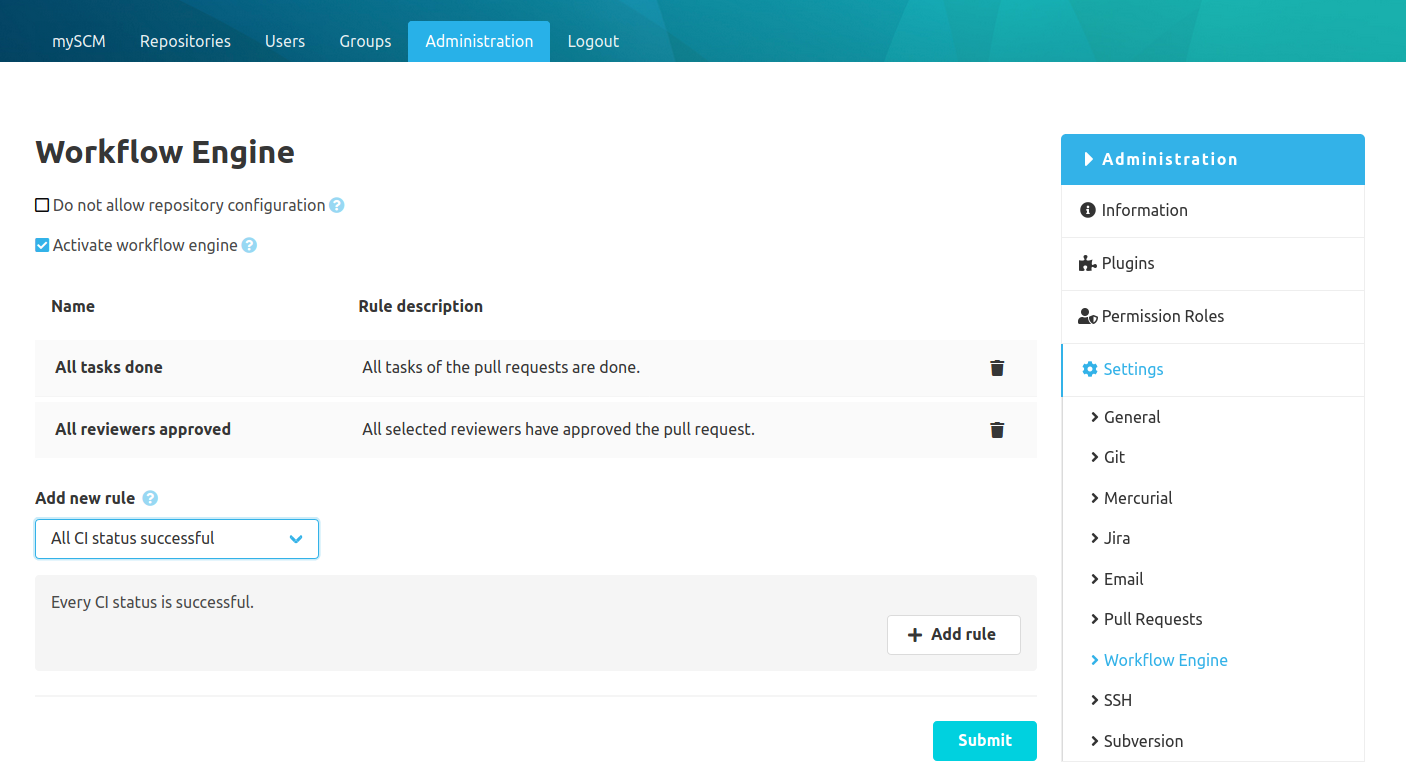 mySCM Repositories Users Groups Administration Logout
Workflow Engine
Do not allow repository configuration ?
Activate workflow engine ?
Name Rule description
All tasks done All tasks of the pull requests are done.
All reviewers approved All selected reviewers have approved the pull request.
Add new rule ?
All CI status successful
Every CI status is successful.
Add rule
Submit
Administration
Information
Plugins
Permission Roles
Settings
General
Git
Mercurial
Jira
Email
Pull Requests
Workflow Engine
SSH
Subversion